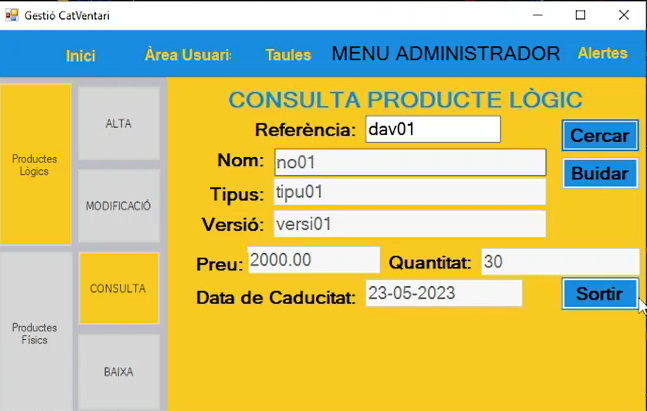 Gestió CatVentari
Inici Àrea Usuari Taules MENU ADMINISTRADOR Alertes
CONSULTA PRODUCTE LÒGIC
Referència: dav01 Cercar
Nom: no01 Buidar
Tipus: tipu01
Versió: versi01
Preu: 2000.00 Quantitat: 30
Data de Caducitat: 23-05-2023 Sortir
Productes
Lògics
ALTA
MODIFICACIÓ
CONSULTA
Productes
Físics
BAIXA